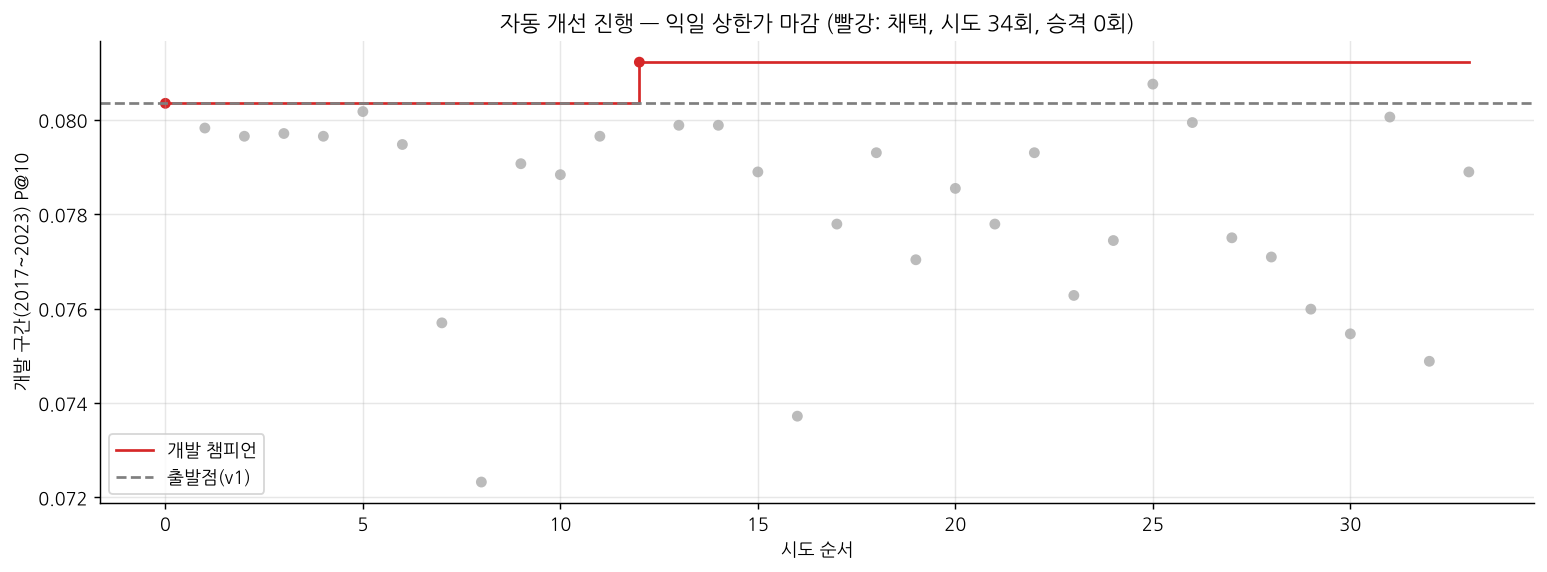 자동 개선 진행 — 익일 상한가 마감 (빨강: 채택, 시도 34회, 승격 0회)
개발 구간(2017~2023) P@10
0.080
0.078
0.076
0.074
0.072
개발 챔피언
출발점(v1)
0 5 10 15 20 25 30
시도 순서